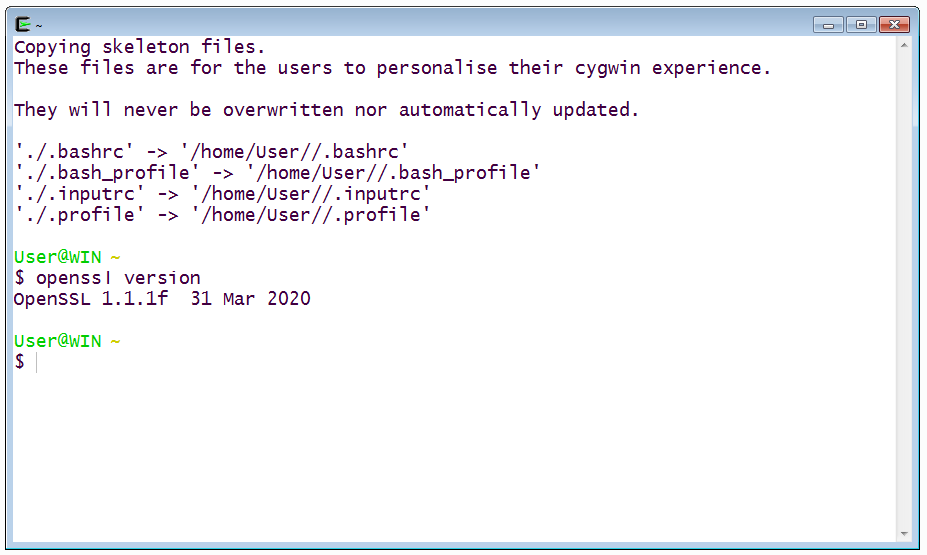 ~
Copying skeleton files.
These files are for the users to personalise their cygwin experience.
They will never be overwritten nor automatically updated.
'./.bashrc' -> '/home/User//.bashrc'
'./.bash_profile' -> '/home/User//.bash_profile'
'./.inputrc' -> '/home/User//.inputrc'
'./.profile' -> '/home/User//.profile'
User@WIN ~
$ openssl version
OpenSSL 1.1.1f  31 Mar 2020
User@WIN ~
$